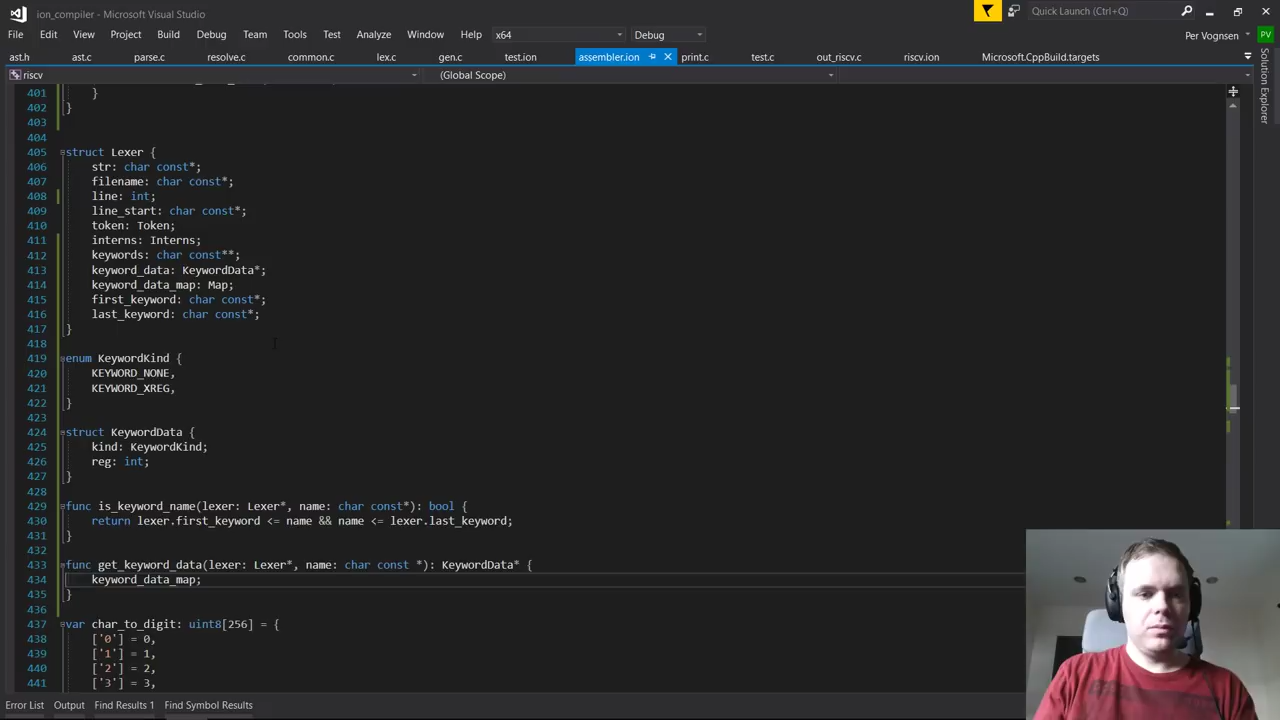 ion_compiler - Microsoft Visual Studio
Quick Launch (Ctrl+Q)
File Edit View Project Build Debug Team Tools Test Analyze Window Help x64 Debug
Per Vognsen PV
ast.h ast.c parse.c resolve.c common.c lex.c gen.c test.ion assembler.ion print.c test.c out_riscv.c riscv.ion Microsoft.CppBuild.targets
Solution Explorer
riscv (Global Scope)
401 }
402 }
403
404
405 struct Lexer {
406 str: char const*;
407 filename: char const*;
408 line: int;
409 line_start: char const*;
410 token: Token;
411 interns: Interns;
412 keywords: char const**;
413 keyword_data: KeywordData*;
414 keyword_data_map: Map;
415 first_keyword: char const*;
416 last_keyword: char const*;
417 }
418
419 enum KeywordKind {
420 KEYWORD_NONE,
421 KEYWORD_XREG,
422 }
423
424 struct KeywordData {
425 kind: KeywordKind;
426 reg: int;
427 }
428
429 func is_keyword_name(lexer: Lexer*, name: char const*): bool {
430 return lexer.first_keyword <= name && name <= lexer.last_keyword;
431 }
432
433 func get_keyword_data(lexer: Lexer*, name: char const *): KeywordData* {
434 keyword_data_map;
435 }
436
437 var char_to_digit: uint8[256] = {
438 ['0'] = 0,
439 ['1'] = 1,
440 ['2'] = 2,
441 ['3'] = 3,
Error List Output Find Results 1 Find Symbol Results